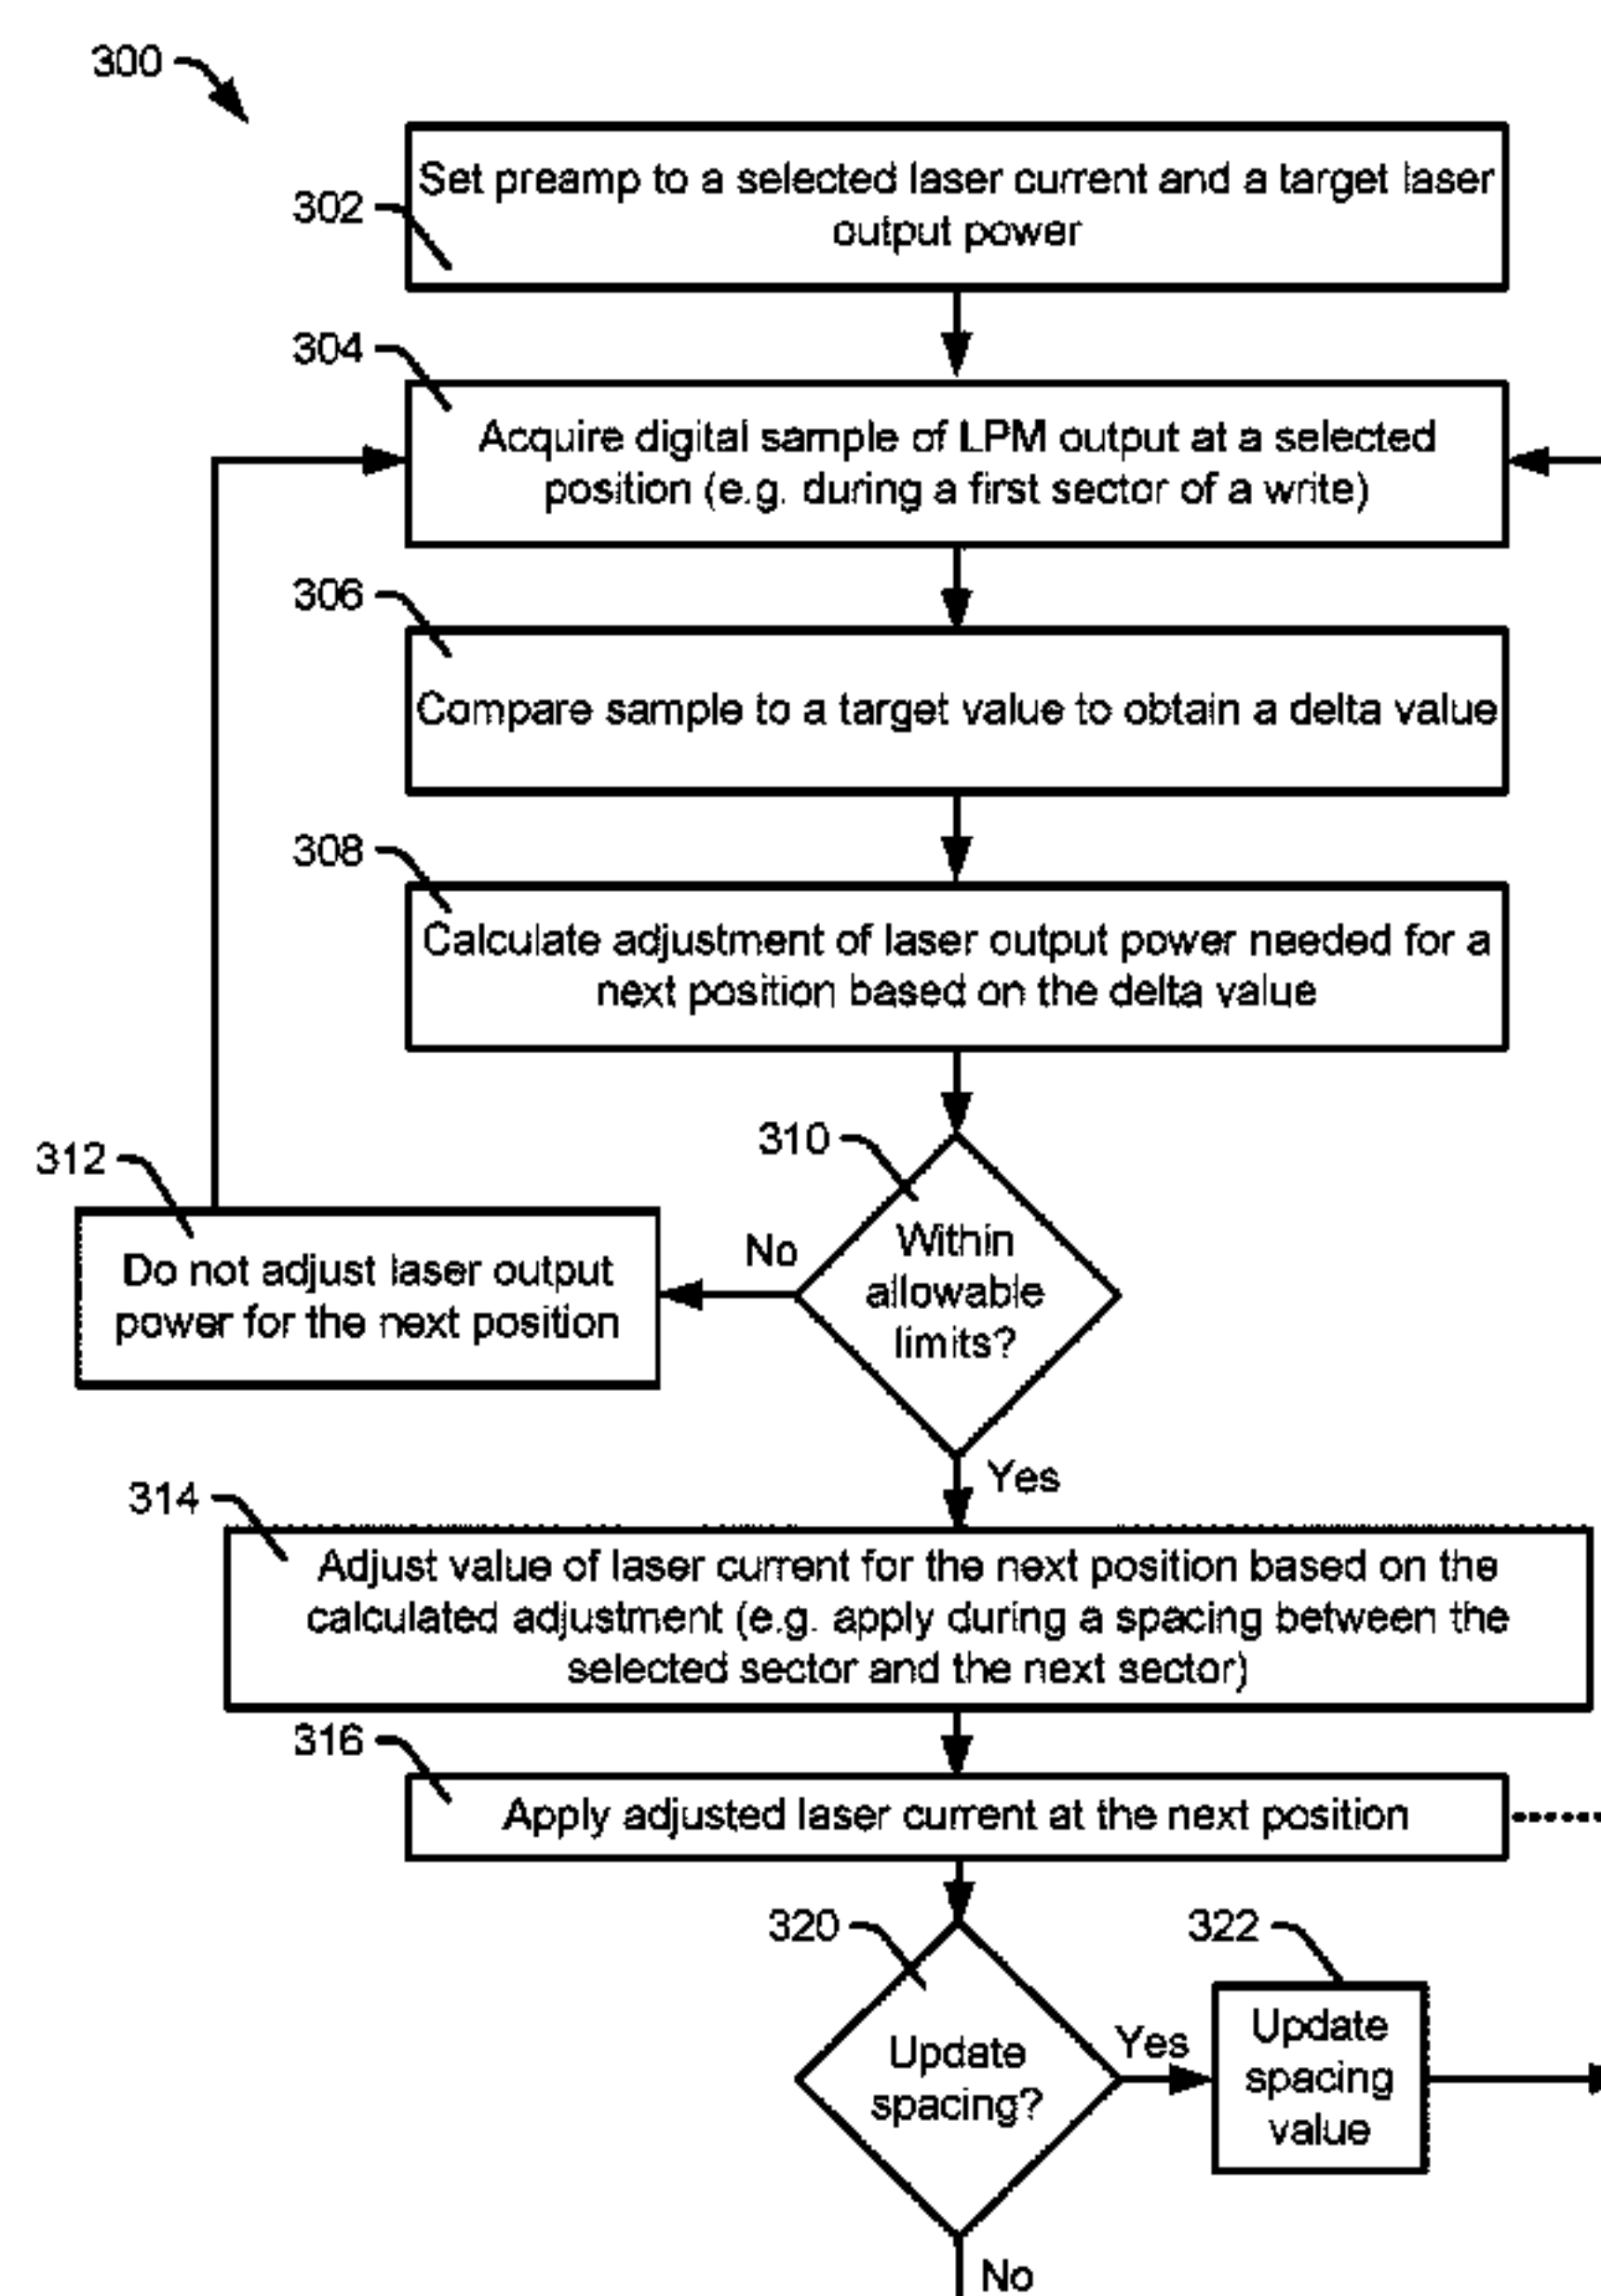 300
302
Set preamp to a selected laser current and a target laser
output power
304
Acquire digital sample of LPM output at a selected
position (e.g. during a first sector of a write)
306
Compare sample to a target value to obtain a delta value
308
Calculate adjustment of laser output power needed for a
next position based on the delta value
310
Within
allowable
limits?
No
312
Do not adjust laser output
power for the next position
Yes
314
Adjust value of laser current for the next position based on the
calculated adjustment (e.g. apply during a spacing between the
selected sector and the next sector)
316
Apply adjusted laser current at the next position
320
Update
spacing?
Yes
322
Update
spacing
value
No